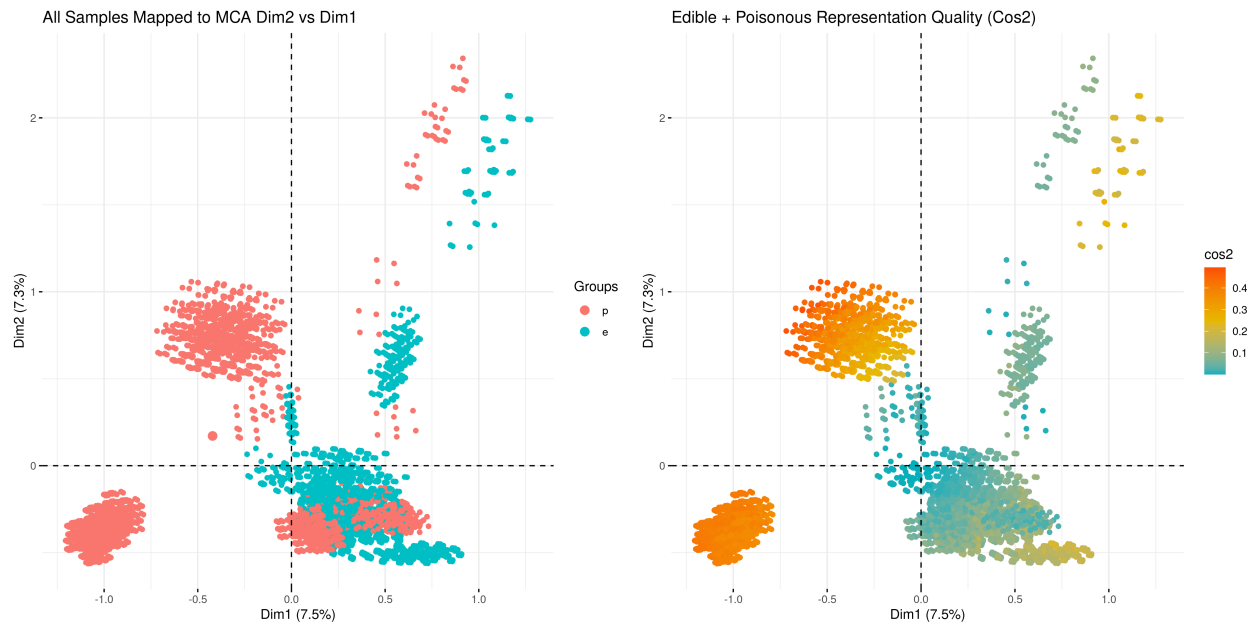 All Samples Mapped to MCA Dim2 vs Dim1
Dim2 (7.3%)
2
1
0
-1.0
-0.5
0.0
0.5
1.0
Dim1 (7.5%)
Groups
p
e
Edible + Poisonous Representation Quality (Cos2)
Dim2 (7.3%)
2
1
0
-1.0
-0.5
0.0
0.5
1.0
Dim1 (7.5%)
cos2
0.4
0.3
0.2
0.1